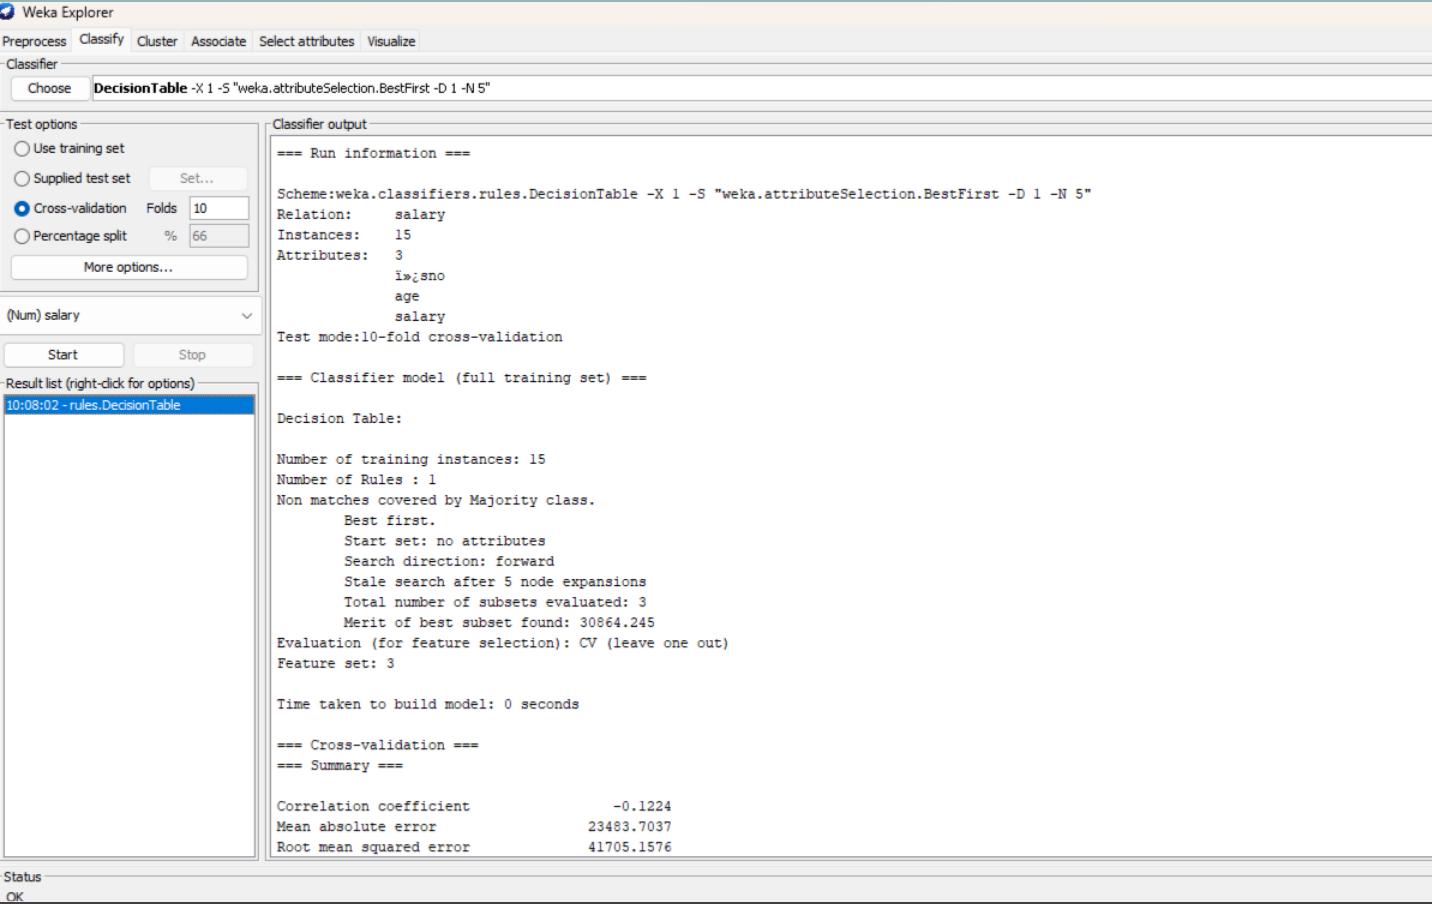 Weka Explorer
Preprocess Classify Cluster Associate Select attributes Visualize
Classifier
Choose DecisionTable -X 1 -S "weka.attributeSelection.BestFirst -D 1 -N 5"
Test options
Use training set
Supplied test set Set...
Cross-validation Folds 10
Percentage split % 66
More options...
(Num) salary
Start Stop
Result list (right-click for options)
10:08:02 - rules.DecisionTable
Classifier output
=== Run information ===
Scheme:weka.classifiers.rules.DecisionTable -X 1 -S "weka.attributeSelection.BestFirst -D 1 -N 5"
Relation: salary
Instances: 15
Attributes: 3
ï»¿sno
age
salary
Test mode:10-fold cross-validation
=== Classifier model (full training set) ===
Decision Table:
Number of training instances: 15
Number of Rules : 1
Non matches covered by Majority class.
Best first.
Start set: no attributes
Search direction: forward
Stale search after 5 node expansions
Total number of subsets evaluated: 3
Merit of best subset found: 30864.245
Evaluation (for feature selection): CV (leave one out)
Feature set: 3
Time taken to build model: 0 seconds
=== Cross-validation ===
=== Summary ===
Correlation coefficient -0.1224
Mean absolute error 23483.7037
Root mean squared error 41705.1576
Status
OK